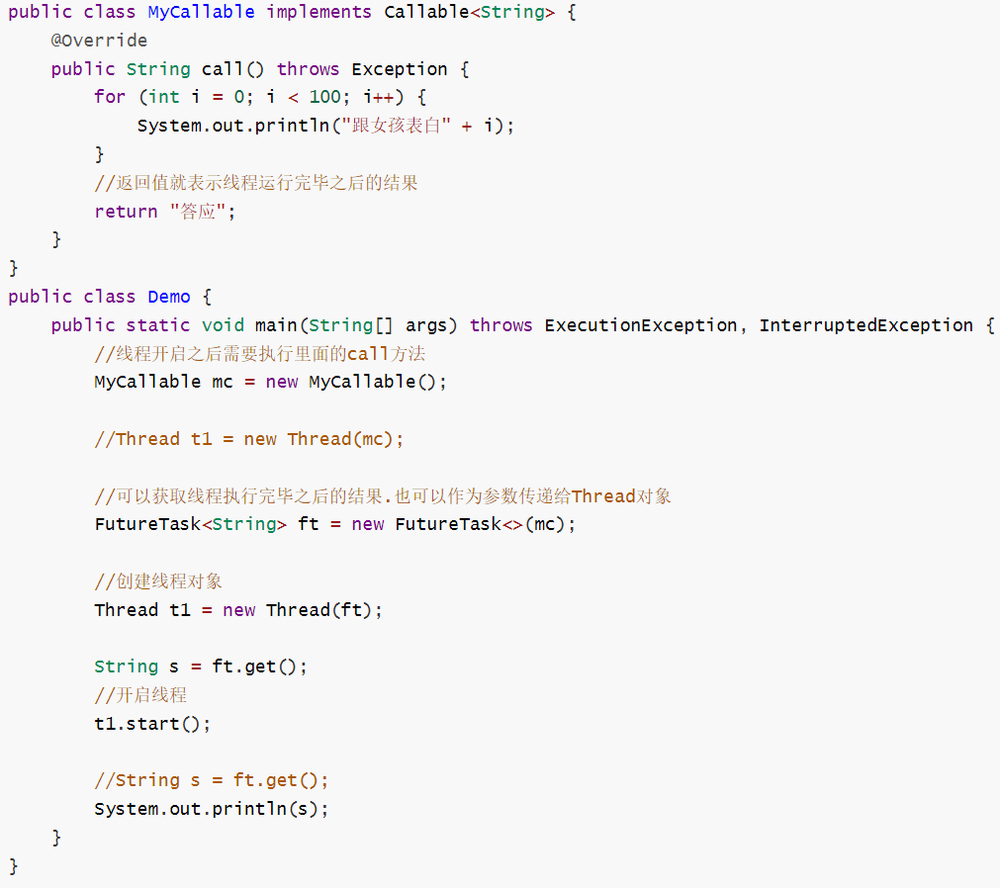 public class MyCallable implements Callable<String> {
    @Override
    public String call() throws Exception {
        for (int i = 0; i < 100; i++) {
            System.out.println("跟女孩表白" + i);
        }
        //返回值就表示线程运行完毕之后的结果
        return "答应";
    }
}
public class Demo {
    public static void main(String[] args) throws ExecutionException, InterruptedException {
        //线程开启之后需要执行里面的call方法
        MyCallable mc = new MyCallable();

        //Thread t1 = new Thread(mc);

        //可以获取线程执行完毕之后的结果.也可以作为参数传递给Thread对象
        FutureTask<String> ft = new FutureTask<>(mc);

        //创建线程对象
        Thread t1 = new Thread(ft);

        String s = ft.get();
        //开启线程
        t1.start();

        //String s = ft.get();
        System.out.println(s);
    }
}